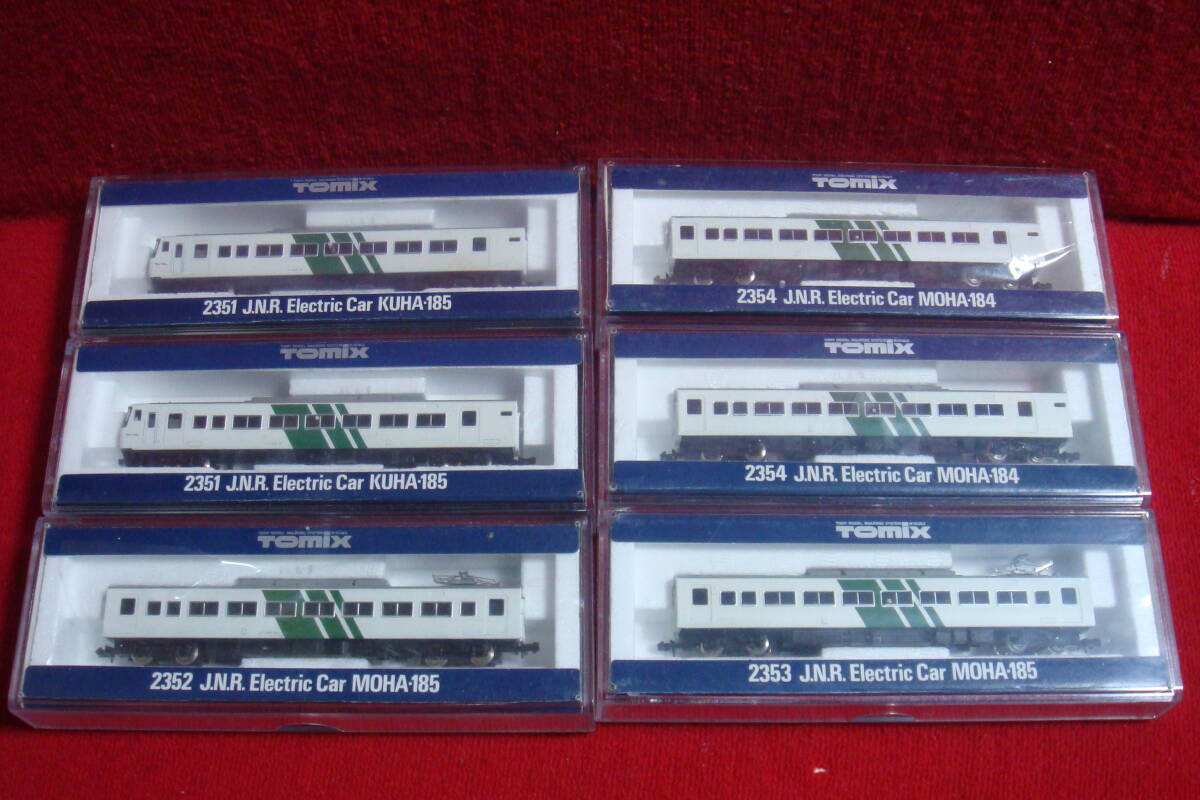 TOMIX
2351 J.N.R. Electric Car KUHA·185
TOMIX
2354 J.N.R. Electric Car MOHA·184
TOMIX
2351 J.N.R. Electric Car KUHA·185
TOMIX
2354 J.N.R. Electric Car MOHA·184
TOMIX
2352 J.N.R. Electric Car MOHA·185
TOMIX
2353 J.N.R. Electric Car MOHA·185